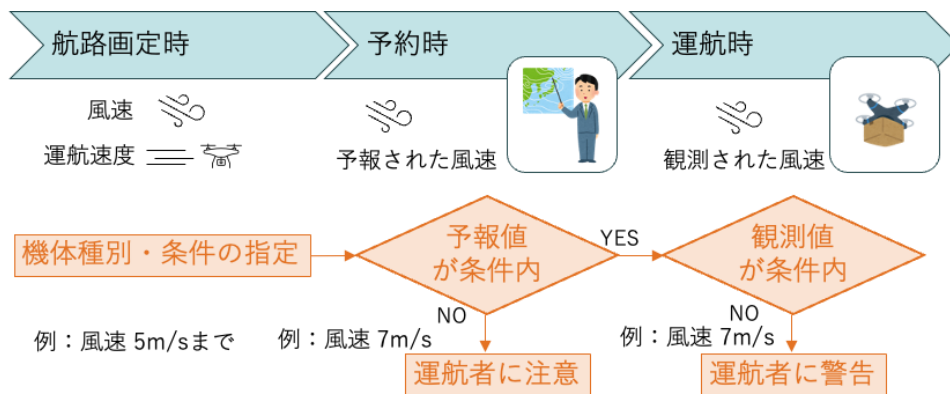 航路画定時
予約時
運航時
風速
運航速度
予報された風速
観測された風速
機体種別・条件の指定
予報値
が条件内
YES
観測値
が条件内
NO
NO
例：風速 5m/sまで
例：風速 7m/s
例：風速 7m/s
運航者に注意
運航者に警告